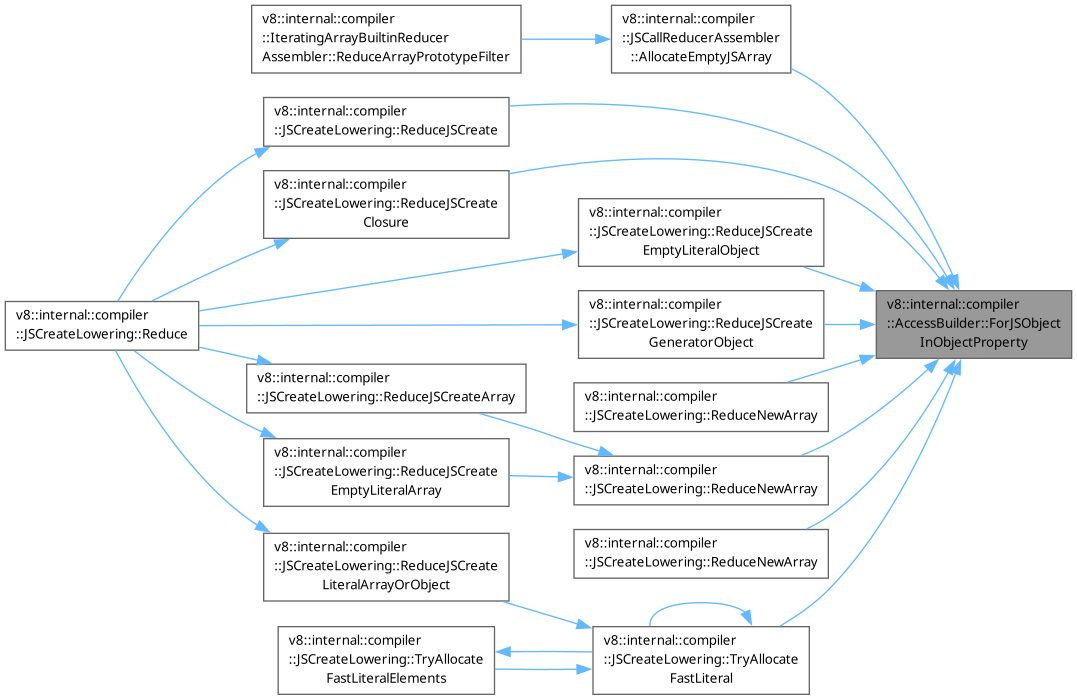 v8::internal::compiler
::IteratingArrayBuiltinReducer
Assembler::ReduceArrayPrototypeFilter
v8::internal::compiler
::JSCallReducerAssembler
::AllocateEmptyJSArray
v8::internal::compiler
::JSCreateLowering::ReduceJSCreate
v8::internal::compiler
::JSCreateLowering::ReduceJSCreate
Closure
v8::internal::compiler
::JSCreateLowering::ReduceJSCreate
EmptyLiteralObject
v8::internal::compiler
::JSCreateLowering::Reduce
v8::internal::compiler
::JSCreateLowering::ReduceJSCreate
GeneratorObject
v8::internal::compiler
::AccessBuilder::ForJSObject
InObjectProperty
v8::internal::compiler
::JSCreateLowering::ReduceJSCreateArray
v8::internal::compiler
::JSCreateLowering::ReduceNewArray
v8::internal::compiler
::JSCreateLowering::ReduceJSCreate
EmptyLiteralArray
v8::internal::compiler
::JSCreateLowering::ReduceNewArray
v8::internal::compiler
::JSCreateLowering::ReduceJSCreate
LiteralArrayOrObject
v8::internal::compiler
::JSCreateLowering::ReduceNewArray
v8::internal::compiler
::JSCreateLowering::TryAllocate
FastLiteralElements
v8::internal::compiler
::JSCreateLowering::TryAllocate
FastLiteral